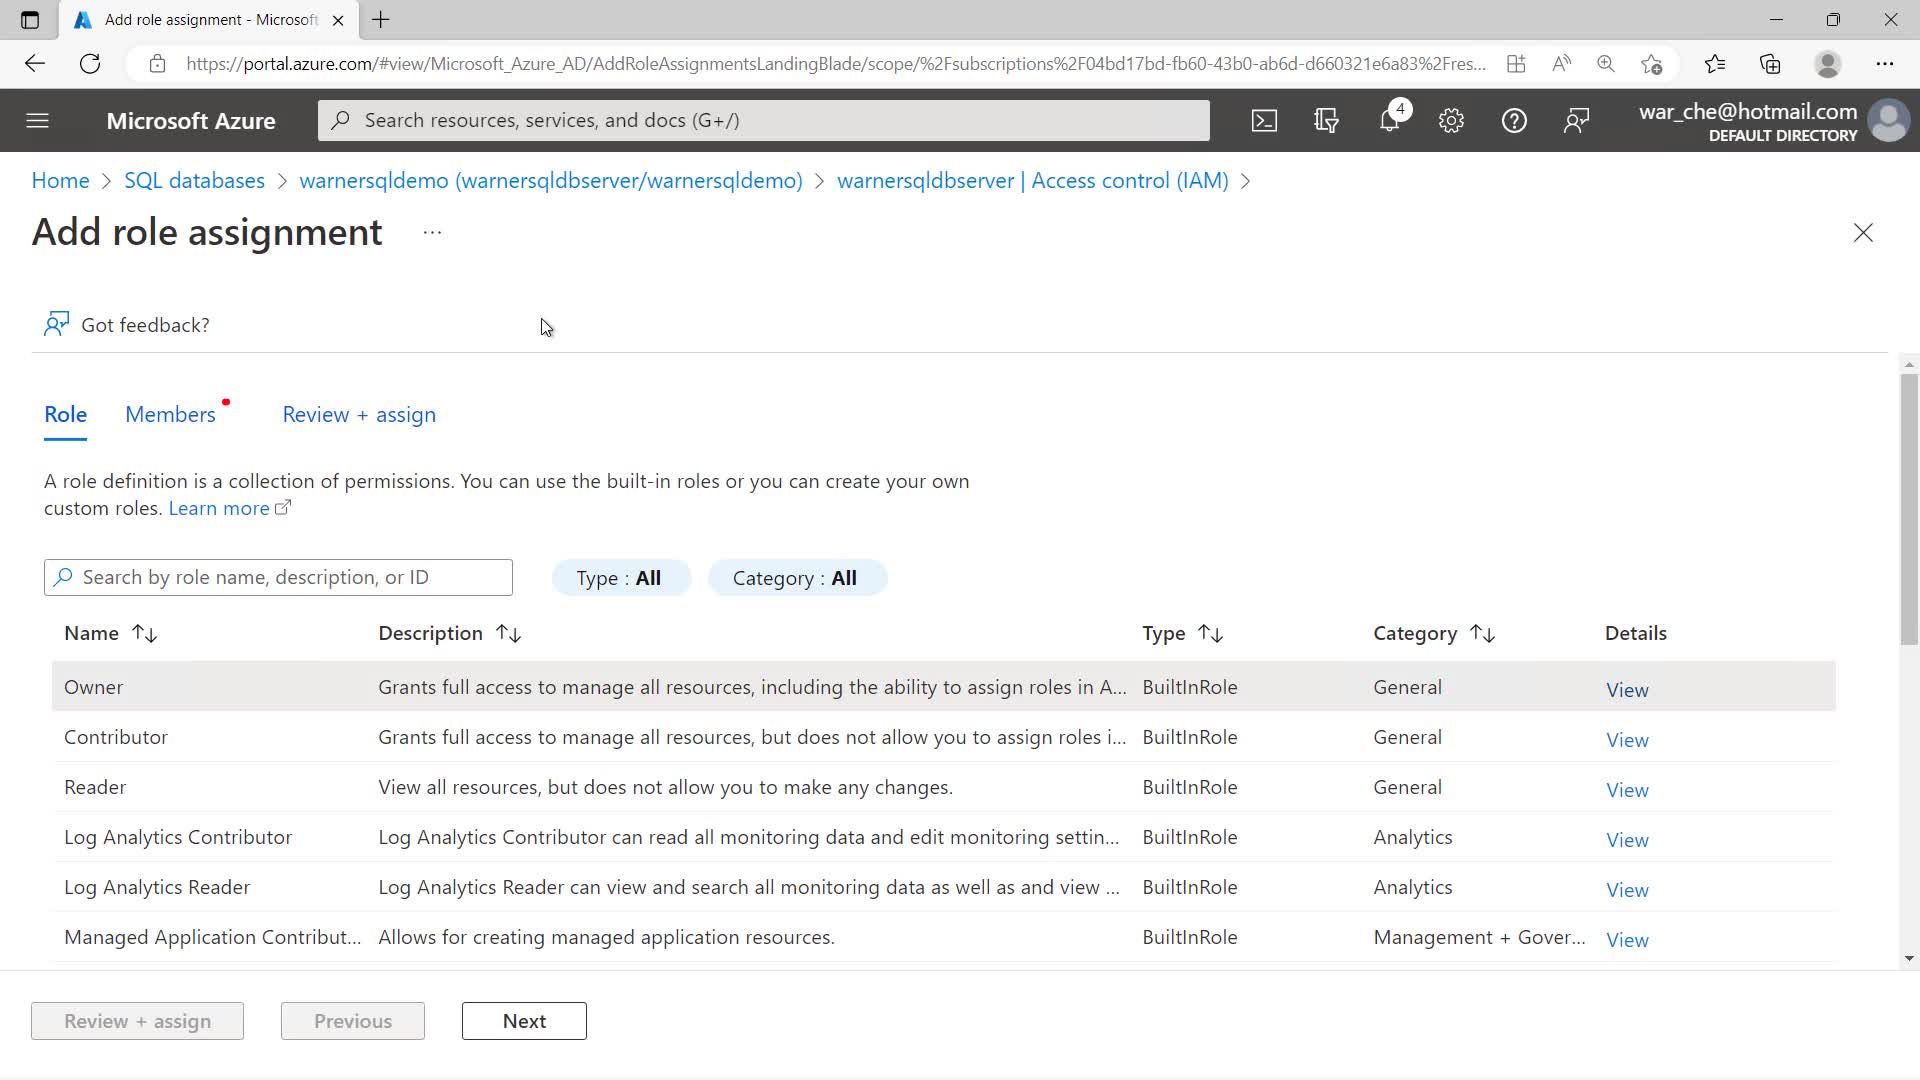 Add role assignment - Microsoft
https://portal.azure.com/#view/Microsoft_Azure_AD/AddRoleAssignmentsLandingBlade/scope/%2Fsubscriptions%2F04bd17bd-fb60-43b0-ab6d-d660321e6a83%2Fres...
Microsoft Azure
Search resources, services, and docs (G+/)
4
war_che@hotmail.com
DEFAULT DIRECTORY
Home > SQL databases > warnersqldemo (warnersqldbserver/warnersqldemo) > warnersqldbserver | Access control (IAM) >
Add role assignment ...
Got feedback?
Role Members Review + assign
A role definition is a collection of permissions. You can use the built-in roles or you can create your own
custom roles. Learn more
Search by role name, description, or ID Type : All Category : All
Name Description Type Category Details
Owner Grants full access to manage all resources, including the ability to assign roles in A... BuiltInRole General View
Contributor Grants full access to manage all resources, but does not allow you to assign roles i... BuiltInRole General View
Reader View all resources, but does not allow you to make any changes. BuiltInRole General View
Log Analytics Contributor Log Analytics Contributor can read all monitoring data and edit monitoring settin... BuiltInRole Analytics View
Log Analytics Reader Log Analytics Reader can view and search all monitoring data as well as and view ... BuiltInRole Analytics View
Managed Application Contribut... Allows for creating managed application resources. BuiltInRole Management + Gover... View
Review + assign Previous Next